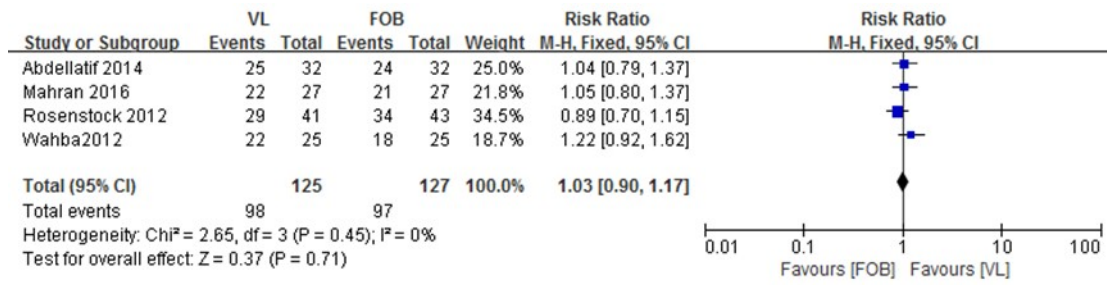 VL FOB Risk Ratio Risk Ratio
Study or Subgroup Events Total Events Total Weight M-H, Fixed, 95% CI M-H, Fixed, 95% CI
Abdellatif 2014 25 32 24 32 25.0% 1.04 [0.79, 1.37]
Mahran 2016 22 27 21 27 21.8% 1.05 [0.80, 1.37]
Rosenstock 2012 29 41 34 43 34.5% 0.89 [0.70, 1.15]
Wahba2012 22 25 18 25 18.7% 1.22 [0.92, 1.62]
Total (95% CI) 125 127 100.0% 1.03 [0.90, 1.17]
Total events 98 97
Heterogeneity: Chi² = 2.65, df = 3 (P = 0.45); I² = 0%
Test for overall effect: Z = 0.37 (P = 0.71)
0.01 0.1 1 10 100
Favours [FOB] Favours [VL]